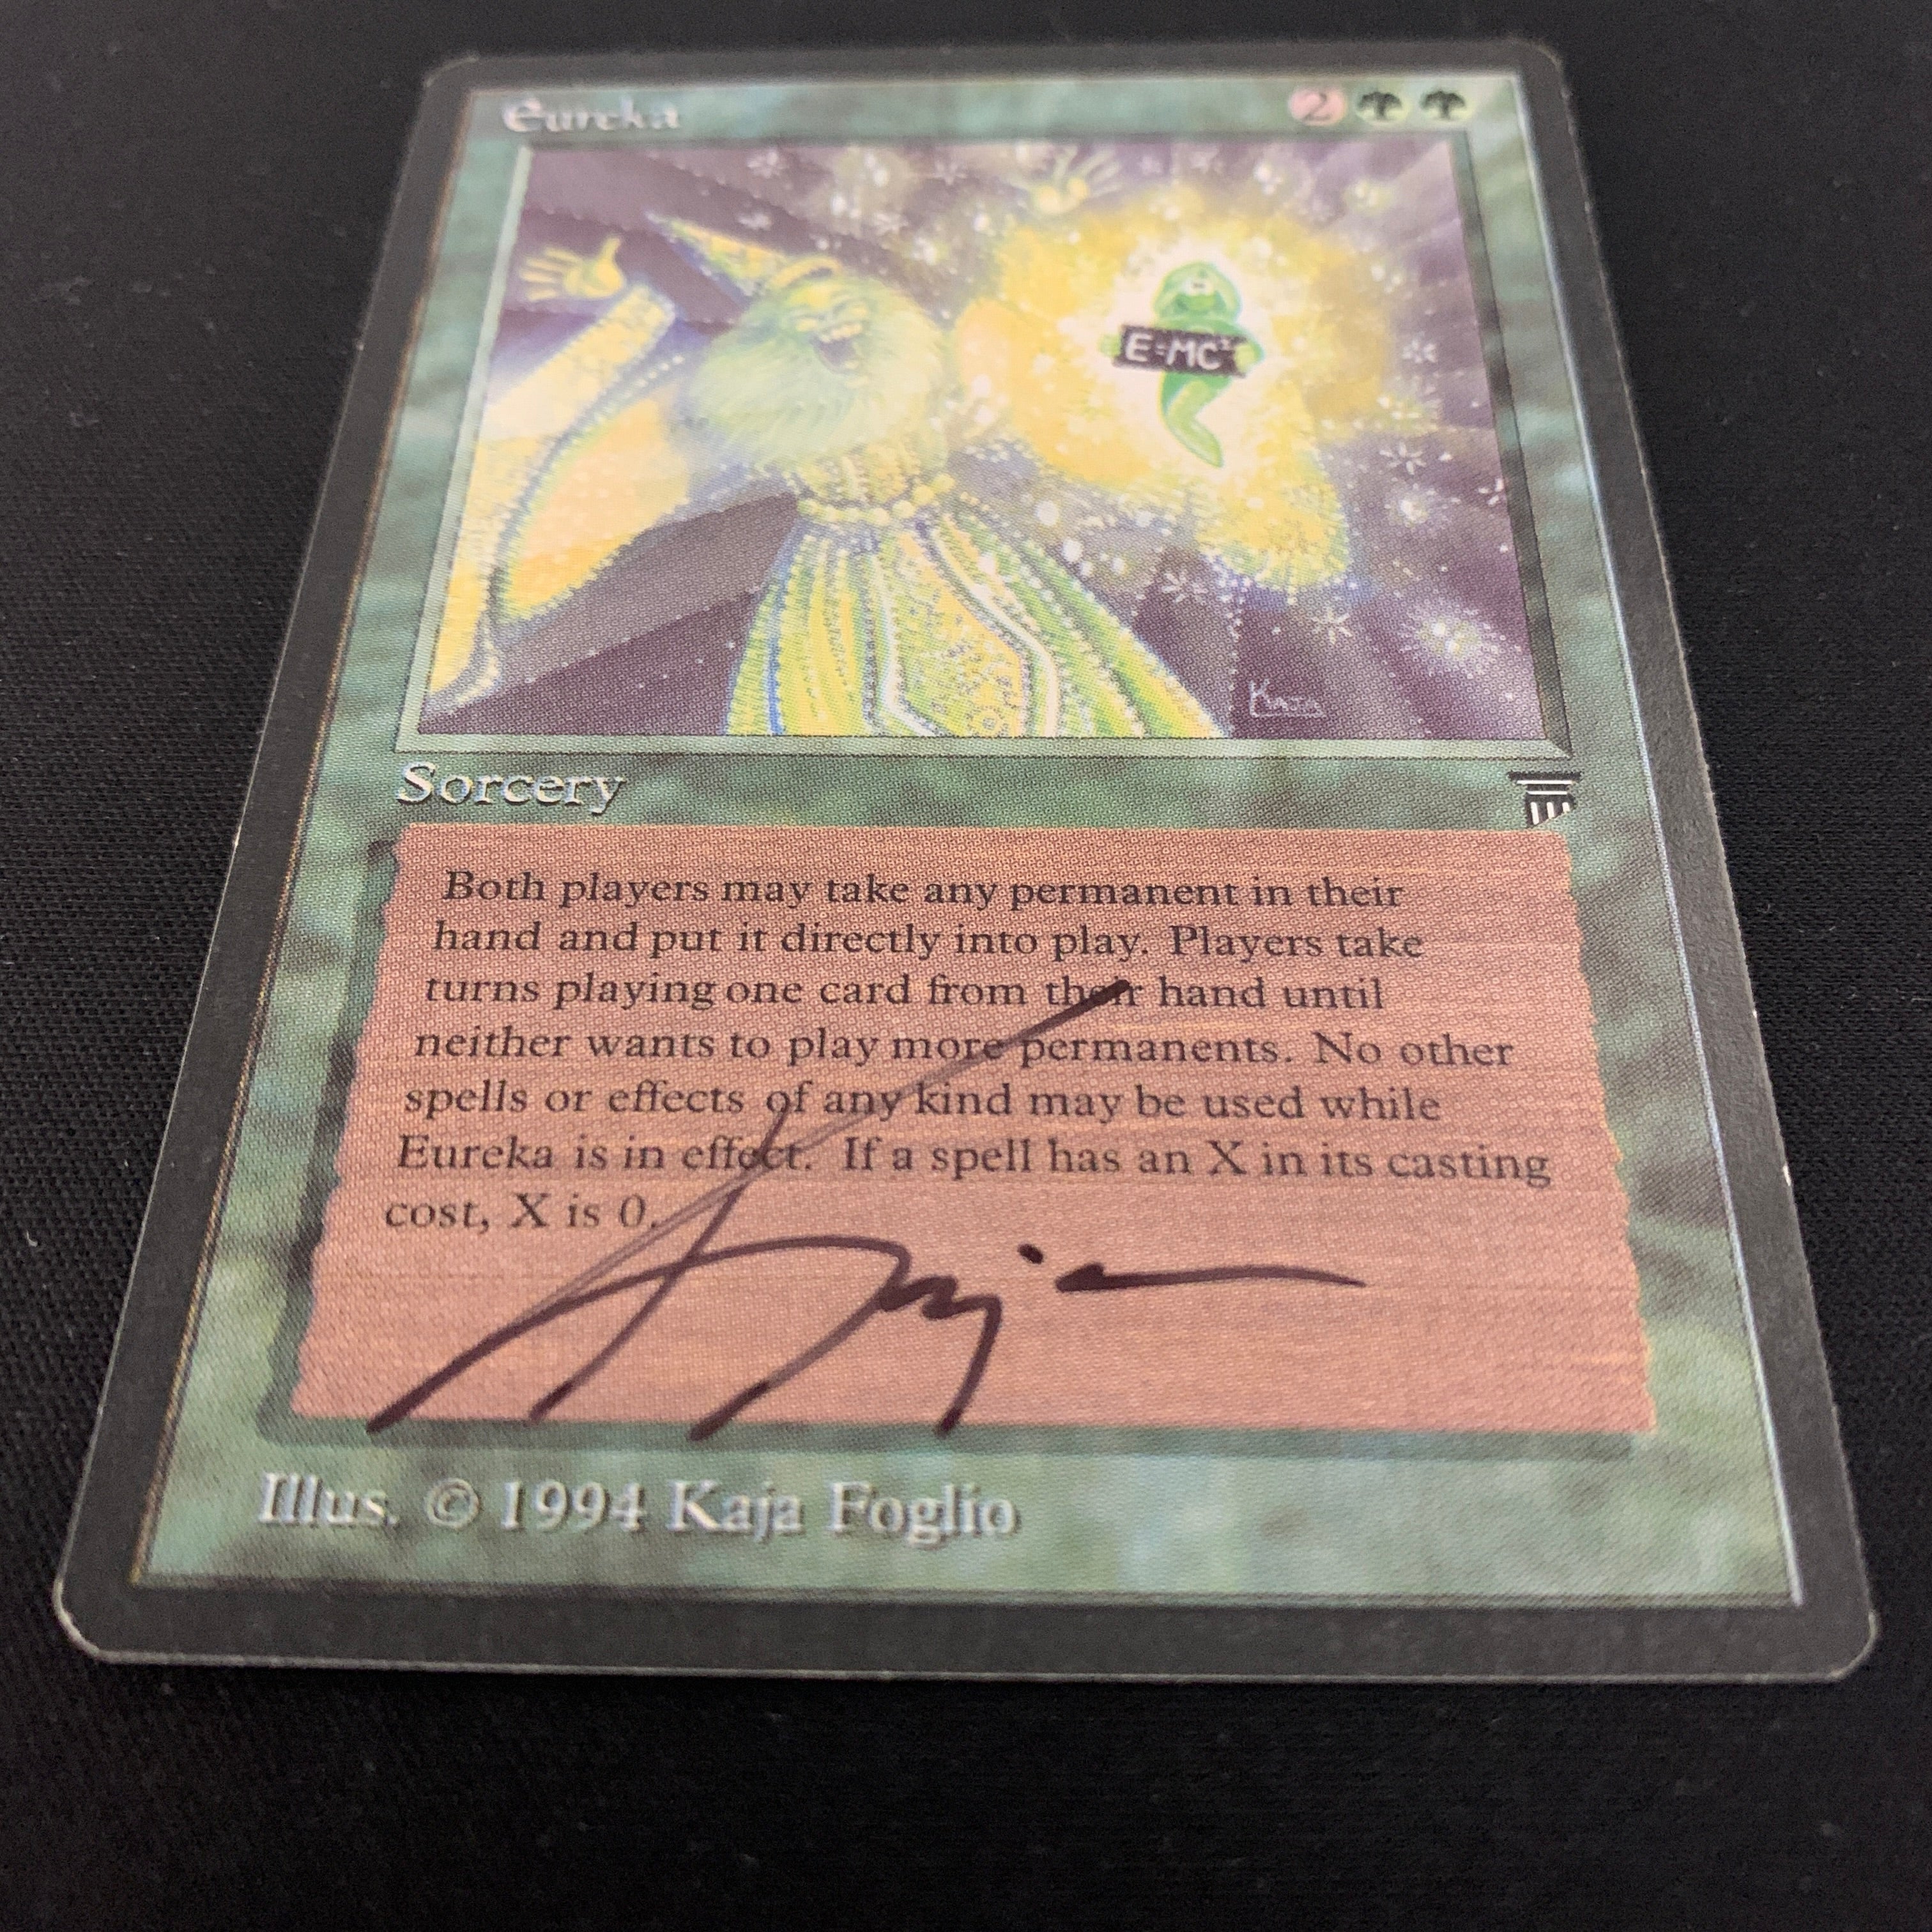 Eureka 2
E=MC²
KAJA
Sorcery
Both players may take any permanent in their
hand and put it directly into play. Players take
turns playing one card from their hand until
neither wants to play more permanents. No other
spells or effects of any kind may be used while
Eureka is in effect. If a spell has an X in its casting
cost, X is 0.
Kaja
Illus. © 1994 Kaja Foglio